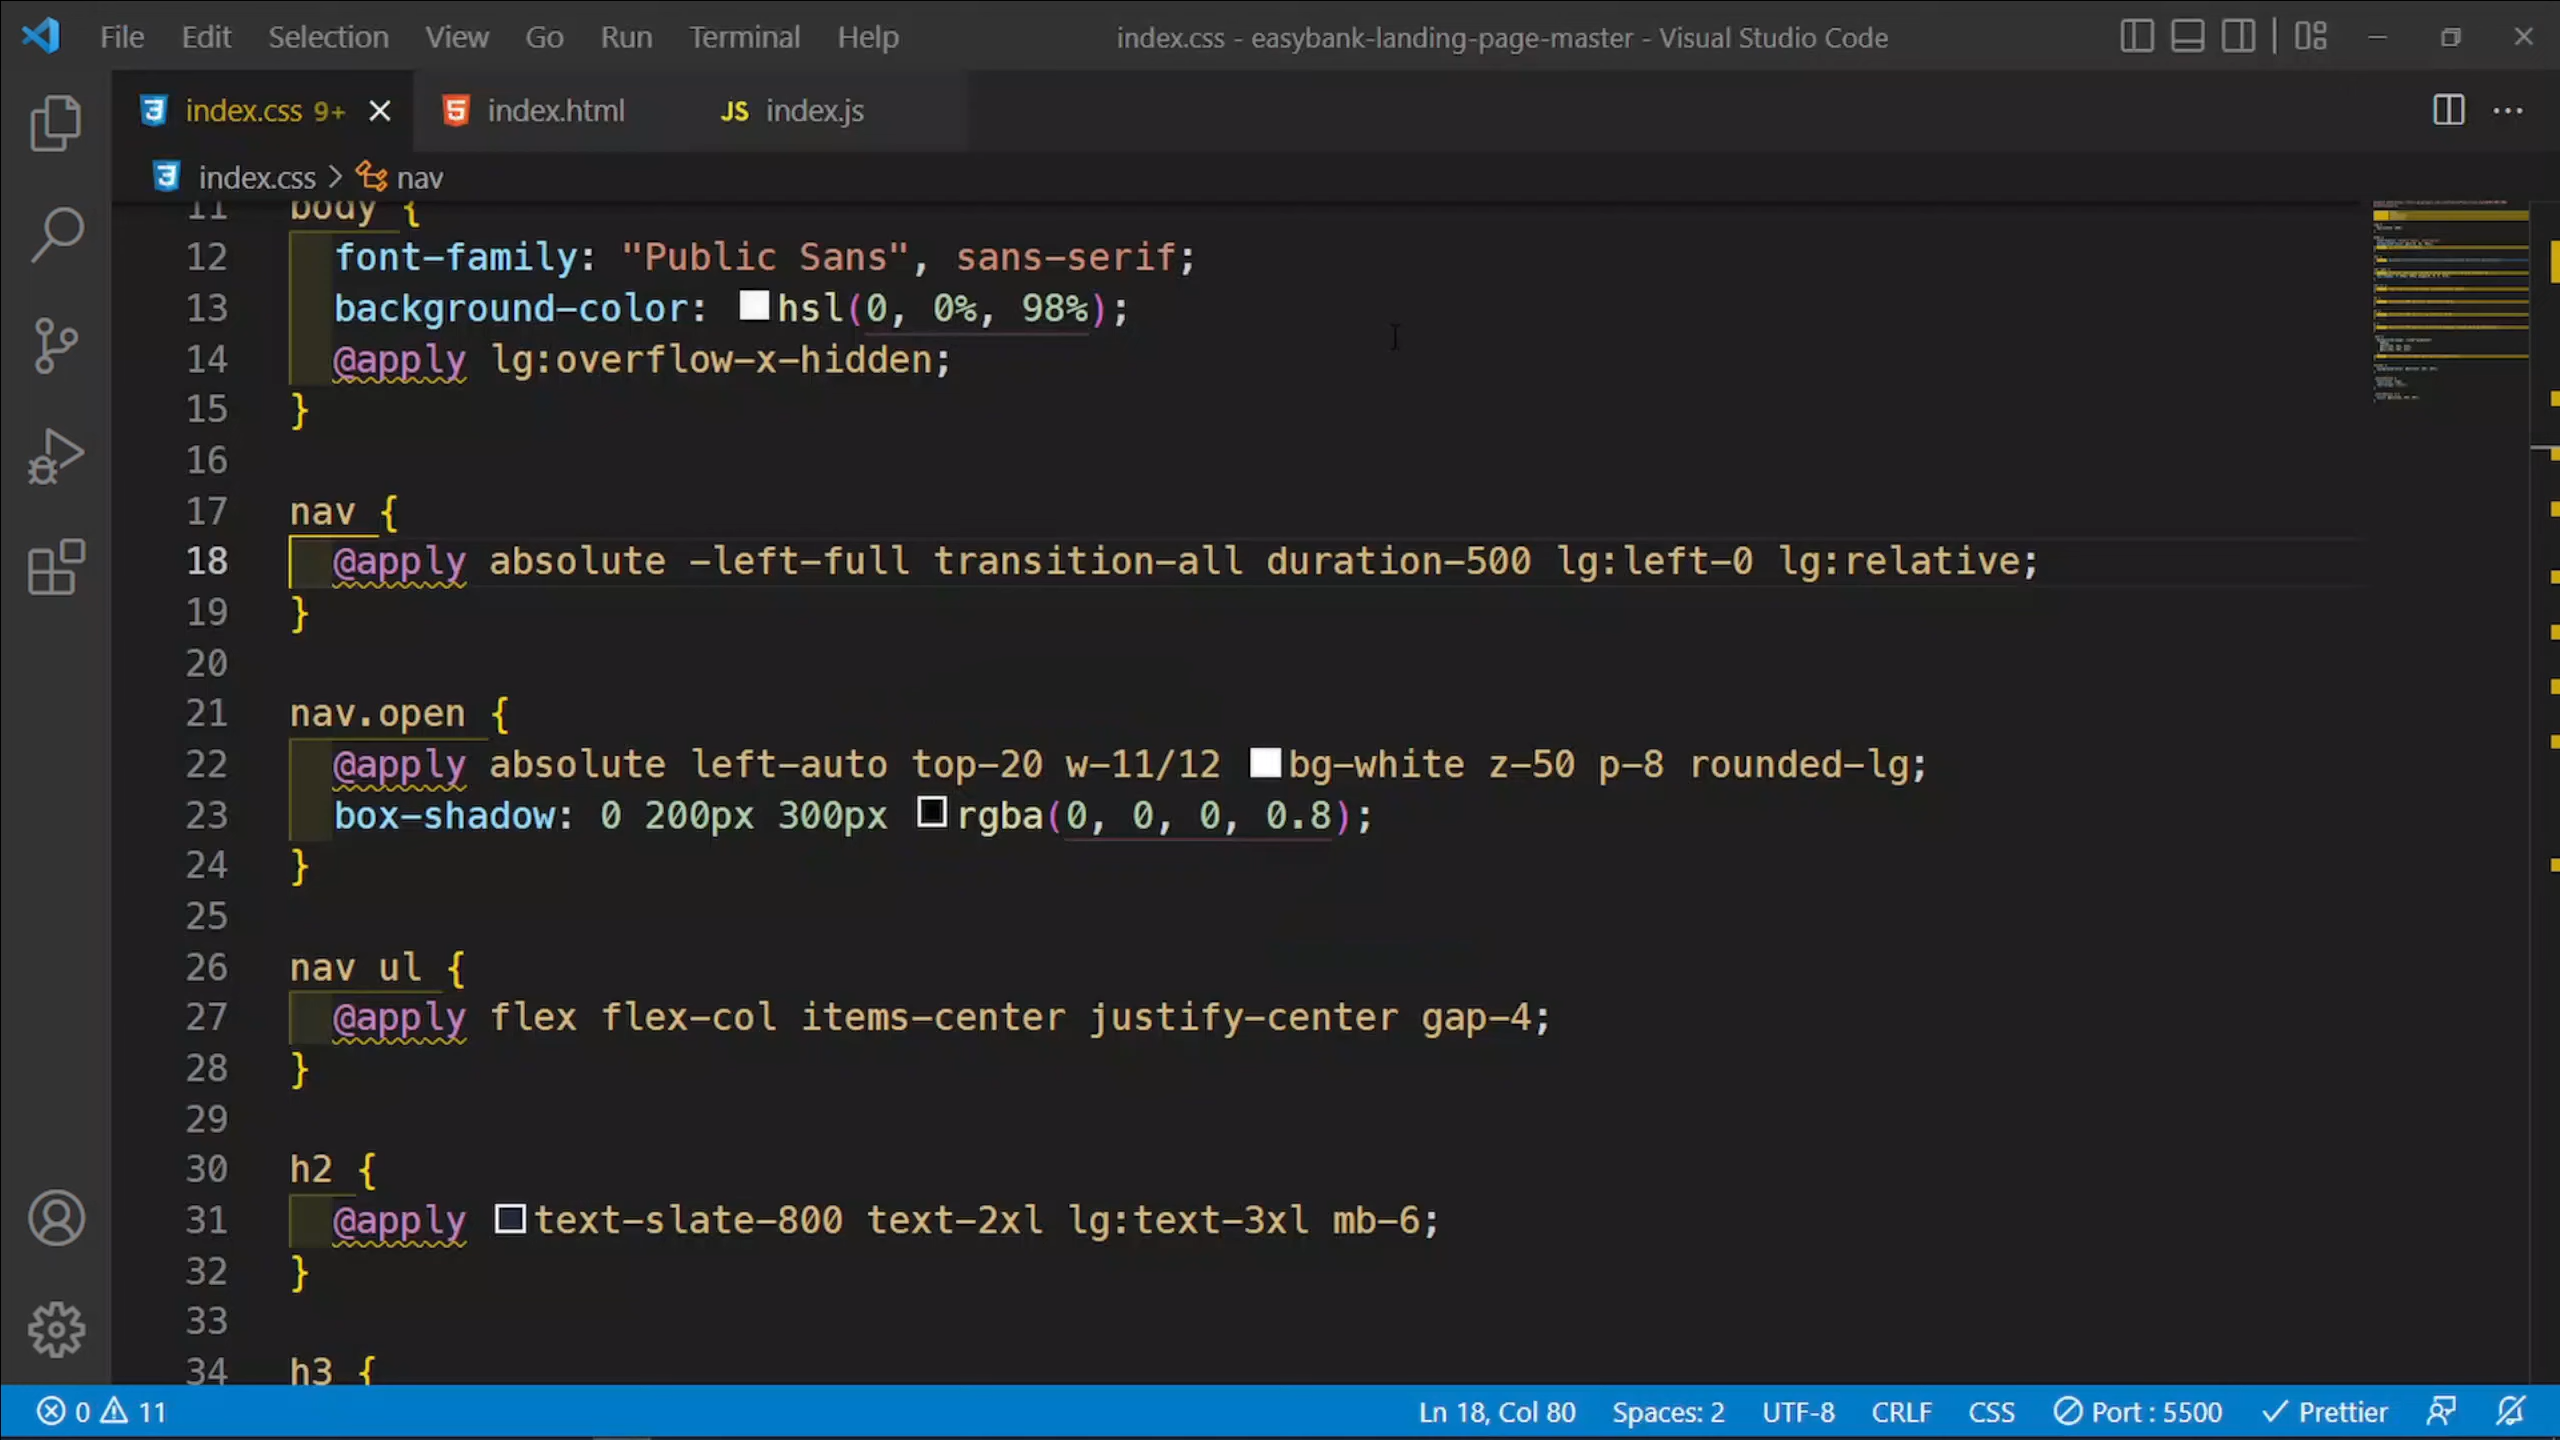 File Edit Selection View Go Run Terminal Help index.css - easybank-landing-page-master - Visual Studio Code
index.css 9+ index.html JS index.js
index.css > nav
11 body {
12 font-family: "Public Sans", sans-serif;
13 background-color: hsl(0, 0%, 98%);
14 @apply lg:overflow-x-hidden;
15 }
16
17 nav {
18 @apply absolute -left-full transition-all duration-500 lg:left-0 lg:relative;
19 }
20
21 nav.open {
22 @apply absolute left-auto top-20 w-11/12 bg-white z-50 p-8 rounded-lg;
23 box-shadow: 0 200px 300px rgba(0, 0, 0, 0.8);
24 }
25
26 nav ul {
27 @apply flex flex-col items-center justify-center gap-4;
28 }
29
30 h2 {
31 @apply text-slate-800 text-2xl lg:text-3xl mb-6;
32 }
33
34 h3 {
0 11 Ln 18, Col 80 Spaces: 2 UTF-8 CRLF CSS Port : 5500 Prettier